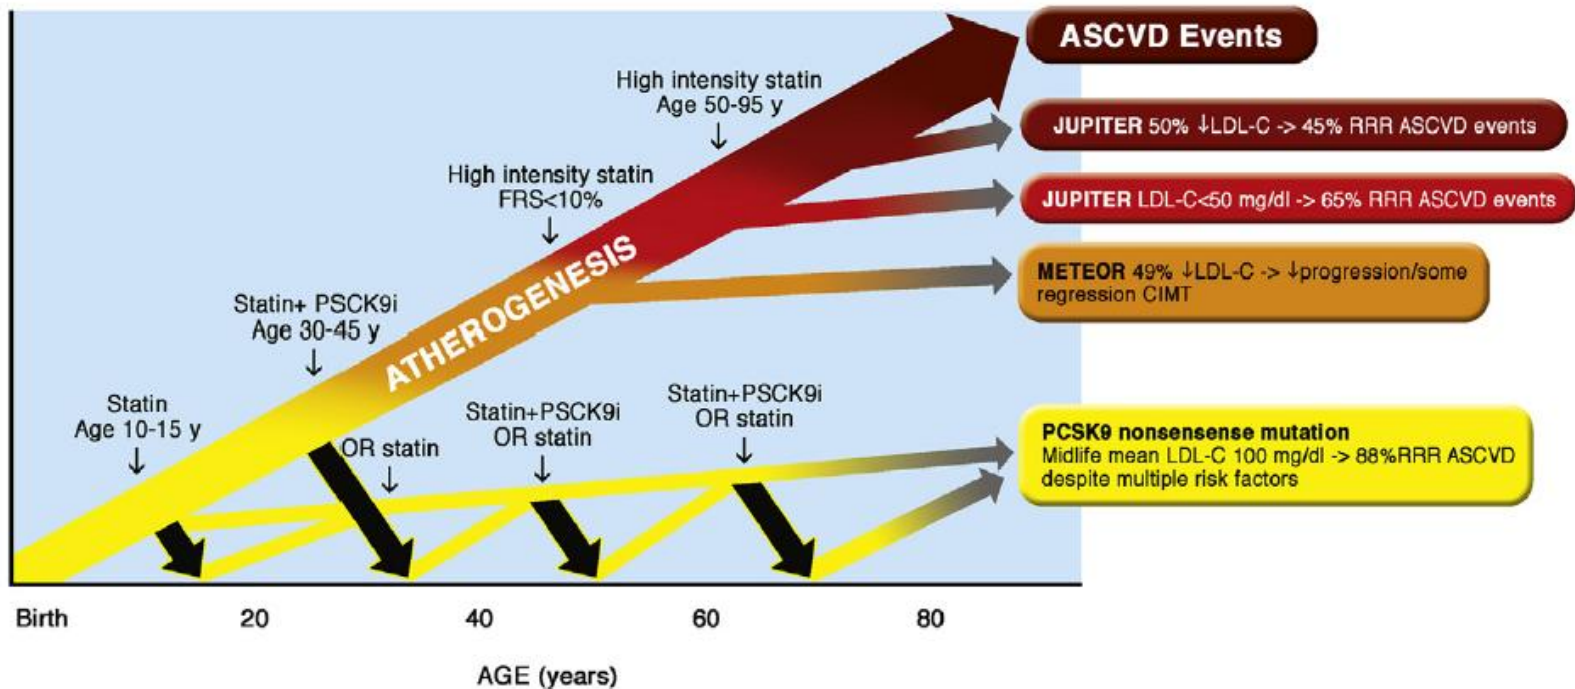 ASCVD Events
High intensity statin
Age 50-95 y
JUPITER 50% ↓LDL-C -> 45% RRR ASCVD events
High intensity statin
FRS<10%
JUPITER LDL-C<50 mg/dl -> 65% RRR ASCVD events
ATHEROGENESIS
METEOR 49% ↓LDL-C -> ↓progression/some
regression CIMT
Statin+ PSCK9i
Age 30-45 y
Statin
Age 10-15 y
OR statin
Statin+PSCK9i
OR statin
Statin+PSCK9i
OR statin
PCSK9 nonsensense mutation
Midlife mean LDL-C 100 mg/dl -> 88%RRR ASCVD
despite multiple risk factors
Birth 20 40 60 80
AGE (years)